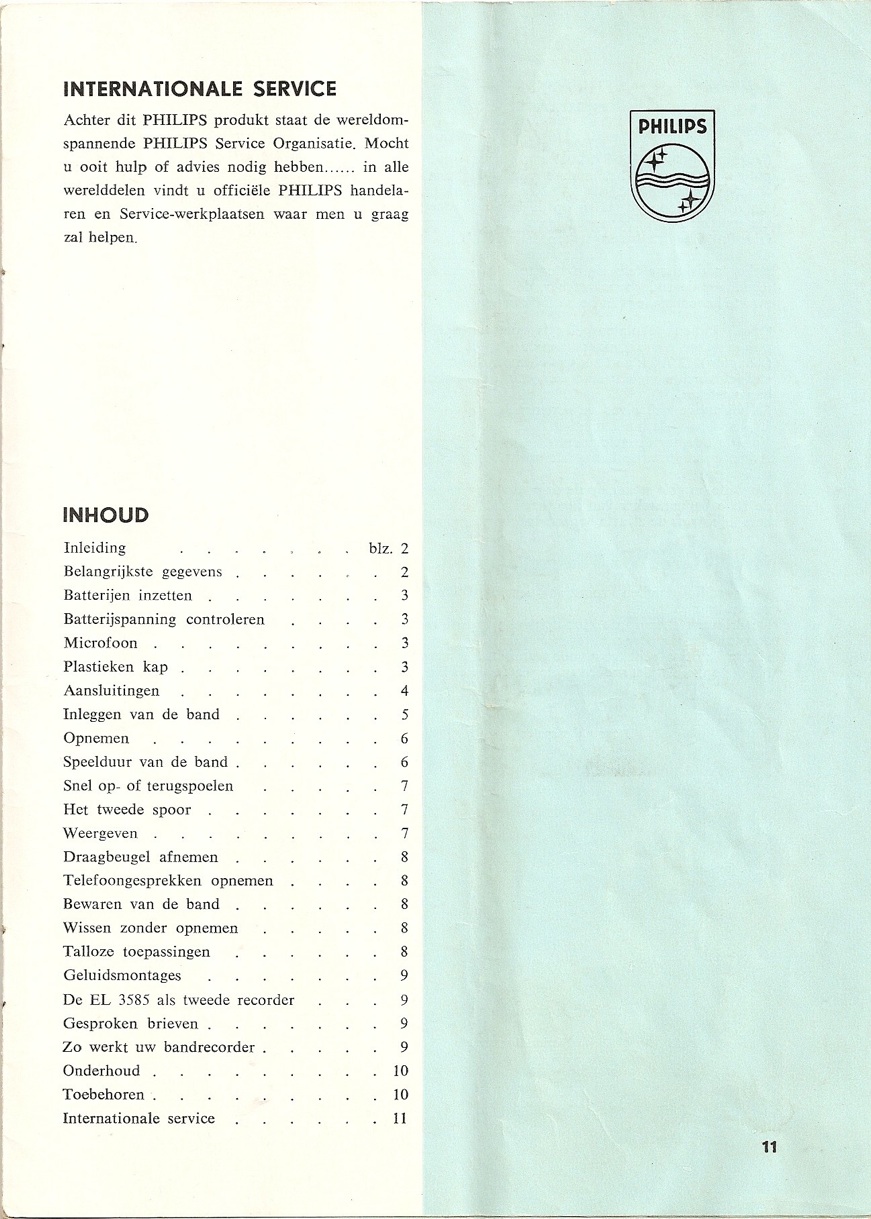 INTERNATIONALE SERVICE
Achter dit PHILIPS produkt staat de wereldom-
spannende PHILIPS Service Organisatie. Mocht
u ooit hulp of advies nodig hebben...... in alle
werelddelen vindt u officiële PHILIPS handela-
ren en Service-werkplaatsen waar men u graag
zal helpen.
PHILIPS
INHOUD
Inleiding . . . . . . . blz. 2
Belangrijkste gegevens . . . . . . 2
Batterijen inzetten . . . . . . . 3
Batterijspanning controleren . . . . 3
Microfoon . . . . . . . . . 3
Plastieken kap . . . . . . . . 3
Aansluitingen . . . . . . . . 4
Inleggen van de band . . . . . . 5
Opnemen . . . . . . . . . 6
Speelduur van de band . . . . . . 6
Snel op- of terugspoelen . . . . . 7
Het tweede spoor . . . . . . . 7
Weergeven . . . . . . . . . 7
Draagbeugel afnemen . . . . . . 8
Telefoongesprekken opnemen . . . . 8
Bewaren van de band . . . . . . 8
Wissen zonder opnemen . . . . . 8
Talloze toepassingen . . . . . . 8
Geluidsmontages . . . . . . . 9
De EL 3585 als tweede recorder . . . 9
Gesproken brieven . . . . . . . 9
Zo werkt uw bandrecorder . . . . . 9
Onderhoud . . . . . . . . . 10
Toebehoren . . . . . . . . . 10
Internationale service . . . . . . 11
11